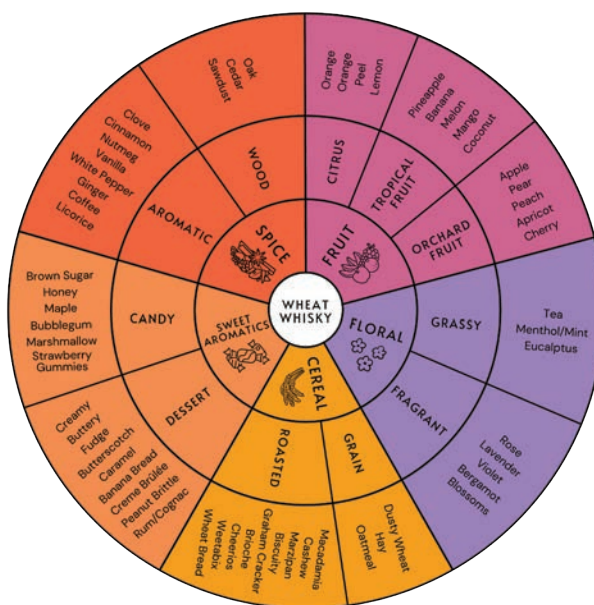 WHEAT
WHISKY
FRUIT
CITRUS
Orange
Orange
Peel
Lemon
TROPICAL
FRUIT
Pineapple
Banana
Melon
Mango
Coconut
ORCHARD
FRUIT
Apple
Pear
Peach
Apricot
Cherry
FLORAL
GRASSY
Tea
Menthol/Mint
Eucalptus
FRAGRANT
Rose
Lavender
Violet
Bergamot
Blossoms
CEREAL
GRAIN
Dusty Wheat
Hay
Oatmeal
ROASTED
Macadamia
Cashew
Marzipan
Biscuity
Graham Cracker
Brioche
Cheerios
Weetabix
Wheat Bread
SWEET
AROMATICS
DESSERT
Creamy
Buttery
Fudge
Butterscotch
Caramel
Banana Bread
Creme Brülde
Peanut Brittle
Rum/Cognac
CANDY
Brown Sugar
Honey
Maple
Bubblegum
Marshmallow
Strawberry
Gummies
SPICE
AROMATIC
Clove
Cinnamon
Nutmeg
Vanilla
White Pepper
Ginger
Coffee
Licorice
WOOD
Oak
Cedar
Sawdust